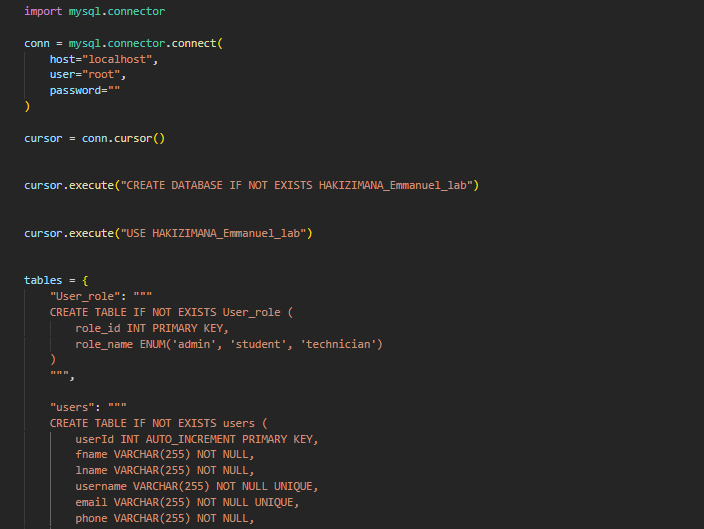 import mysql.connector
conn = mysql.connector.connect(
host="localhost",
user="root",
password=""
)
cursor = conn.cursor()
cursor.execute("CREATE DATABASE IF NOT EXISTS HAKIZIMANA_Emmanuel_lab")
cursor.execute("USE HAKIZIMANA_Emmanuel_lab")
tables = {
"User_role": """
CREATE TABLE IF NOT EXISTS User_role (
role_id INT PRIMARY KEY,
role_name ENUM('admin', 'student', 'technician')
)
""",
"users": """
CREATE TABLE IF NOT EXISTS users (
userId INT AUTO_INCREMENT PRIMARY KEY,
fname VARCHAR(255) NOT NULL,
lname VARCHAR(255) NOT NULL,
username VARCHAR(255) NOT NULL UNIQUE,
email VARCHAR(255) NOT NULL UNIQUE,
phone VARCHAR(255) NOT NULL,